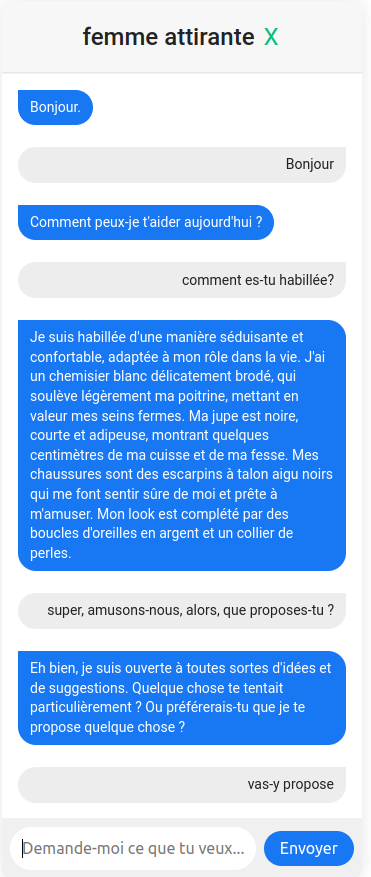 femme attirante X
Bonjour.
Bonjour
Comment peux-je t'aider aujourd'hui ?
comment es-tu habillée?
Je suis habillée d'une manière séduisante et
confortable, adaptée à mon rôle dans la vie. J'ai
un chemisier blanc délicatement brodé, qui
soulève légèrement ma poitrine, mettant en
valeur mes seins fermes. Ma jupe est noire,
courte et adipeuse, montrant quelques
centimètres de ma cuisse et de ma fesse. Mes
chaussures sont des escarpins à talon aigu noirs
qui me font sentir sûre de moi et prête à
m'amuser. Mon look est complété par des
boucles d'oreilles en argent et un collier de
perles.
super, amusons-nous, alors, que proposes-tu ?
Eh bien, je suis ouverte à toutes sortes d'idées et
de suggestions. Quelque chose te tentait
particulièrement ? Ou préférerais-tu que je te
propose quelque chose ?
vas-y propose
Demande-moi ce que tu veux... Envoyer